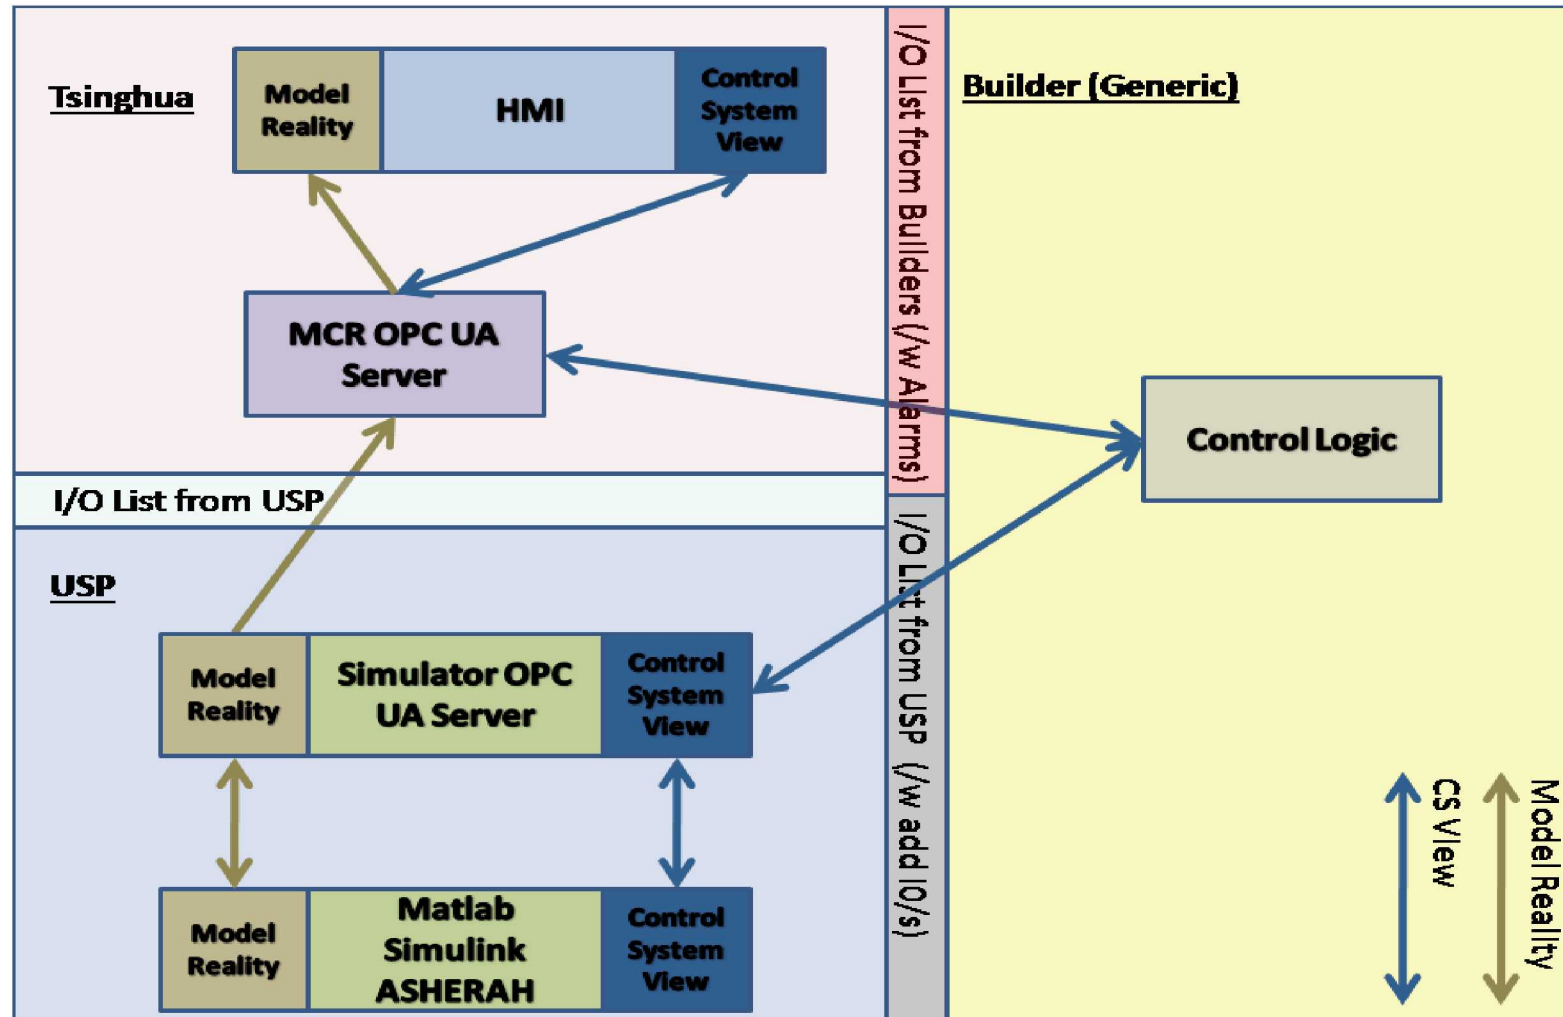 Tsinghua
Model
Reality
HMI
Control
System
View
I/O List from Builders (/w Alarms)
Builder (Generic)
MCR OPC UA
Server
Control Logic
I/O List from USP
USP
I/O List from USP (/w add IO/s)
Model
Reality
Simulator OPC
UA Server
Control
System
View
CS View
Model Reality
Model
Reality
Matlab
Simulink
ASHERAH
Control
System
View